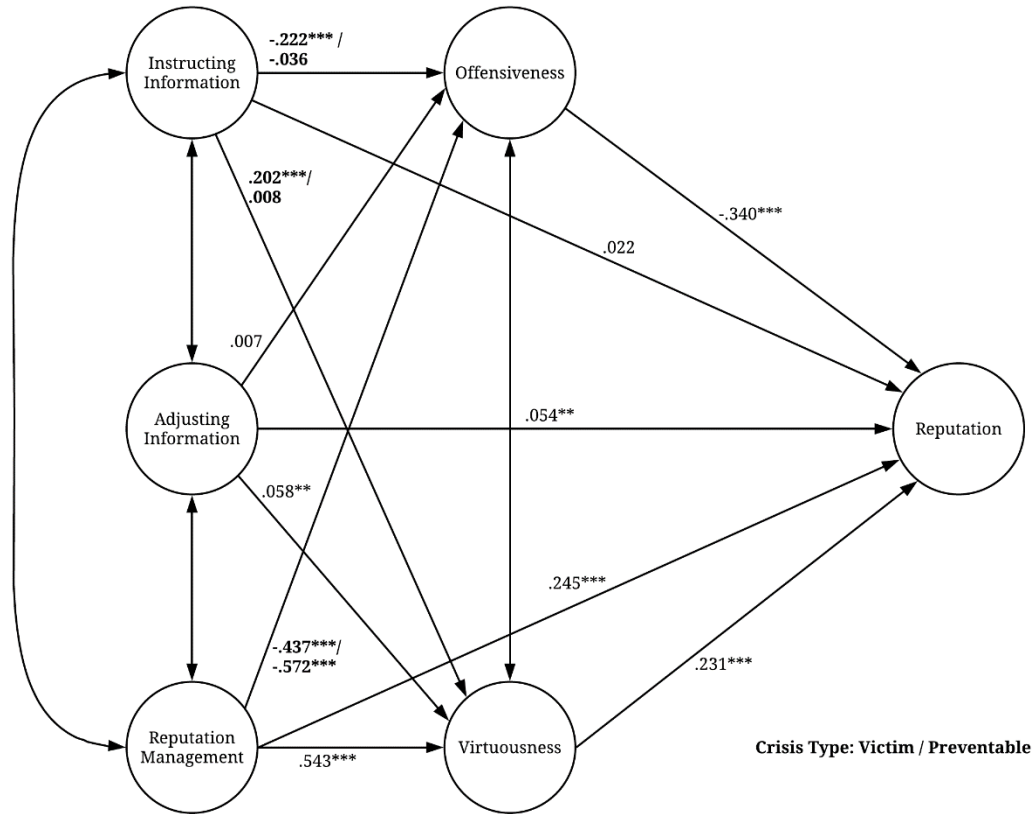 -.222*** /
-.036
Instructing
Information
Offensiveness
.202***/
.008
-.340***
.022
.007
Adjusting
Information
.054**
Reputation
.058**
.245***
-.437***/
-.572***
.231***
Reputation
Management
.543***
Virtuousness
Crisis Type: Victim / Preventable